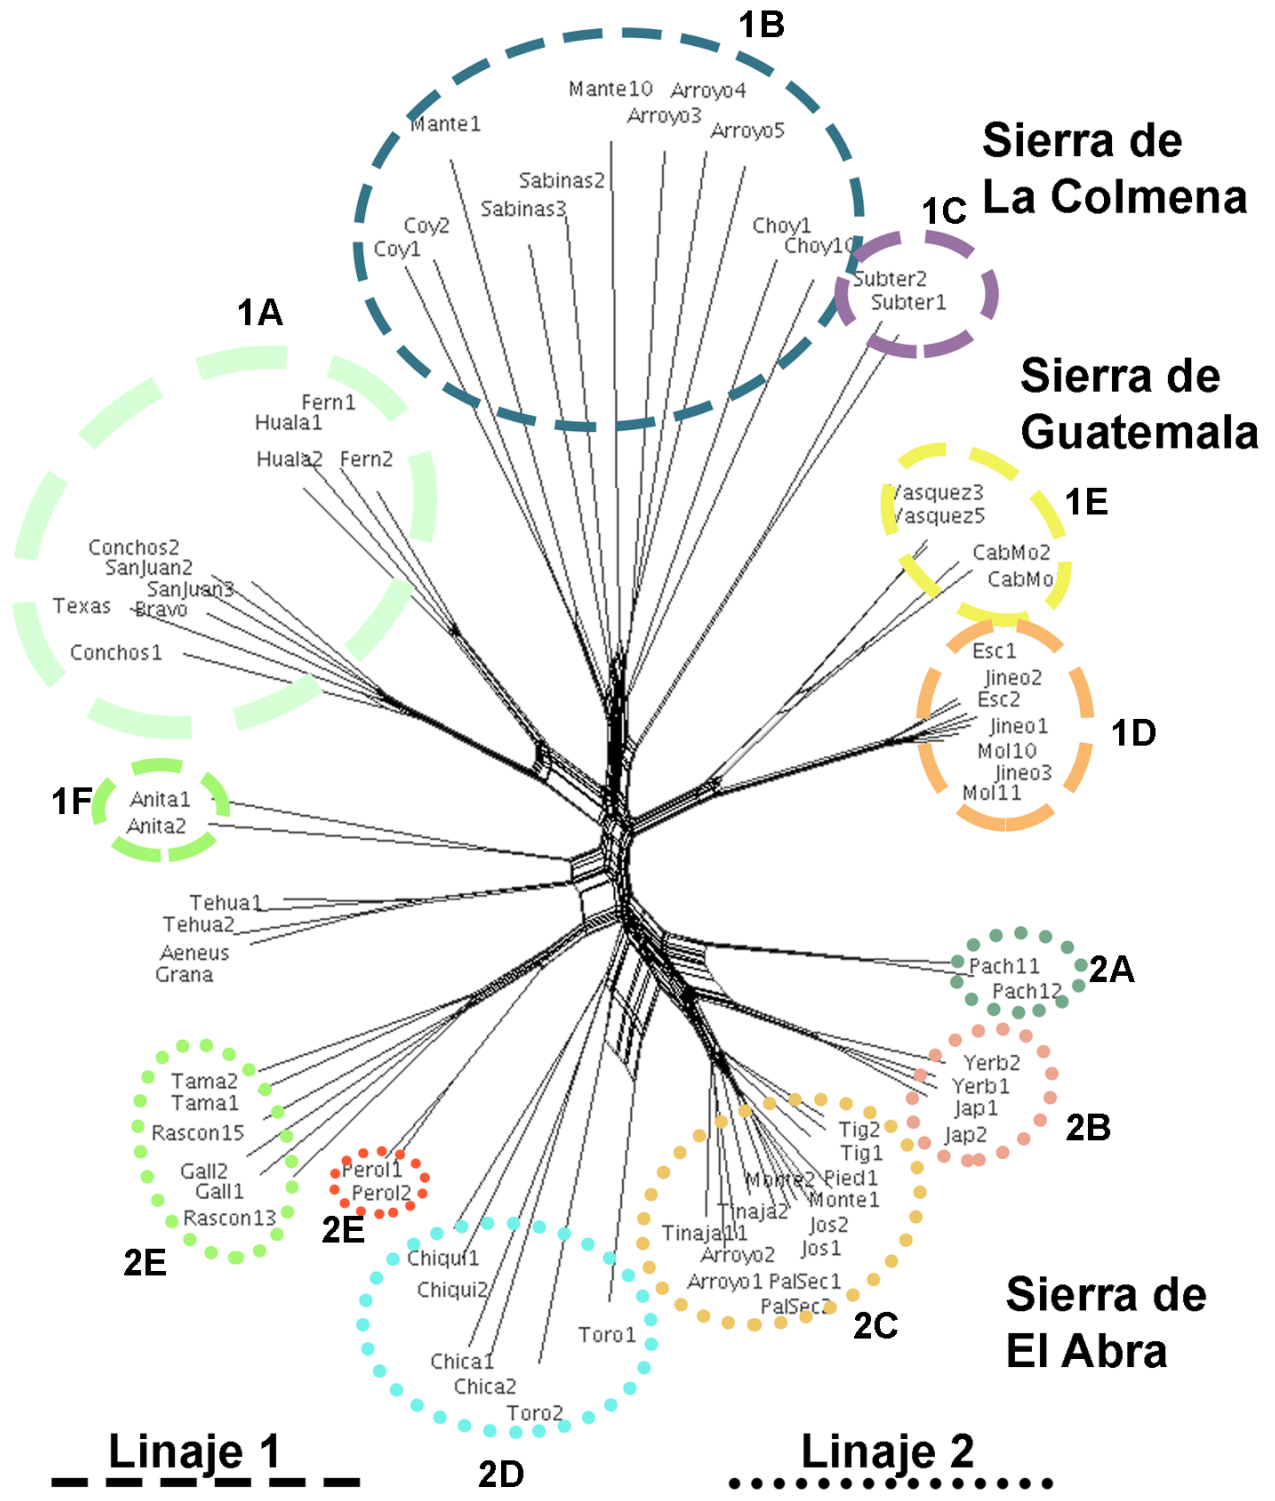 1B
Mante10
Arroyo4
Arroyo3
Arroyo5
Mante1
Sabinas2
Sabinas3
Coy2
Coy1
Choy1
Choy10
Sierra de
La Colmena
1C
Subter2
Subter1
1A
Fern1
Huala1
Huala2
Fern2
Conchos2
SanJuan2
SanJuan3
Texas
Bravo
Conchos1
Sierra de
Guatemala
Vasquez3
Vasquez5
1E
CabMo2
CabMo
Esc1
Jineo2
Esc2
Jineo1
Mol10
Jineo3
Mol11
1D
1F
Anita1
Anita2
Tehua1
Tehua2
Aeneus
Grana
Pach11
Pach12
2A
Yerb2
Yerb1
Jap1
Jap2
2B
Tama2
Tama1
Rascon15
Gall2
Gall1
Rascon13
2E
Perol1
Perol2
2E
Tig2
Tig1
Monte2
Pied1
Monte1
Tinaja2
Jos2
Tinaja11
Jos1
Arroyo2
Arroyo1
PalSec1
PalSec2
2C
Chiqui1
Chiqui2
Toro1
Chica1
Chica2
Toro2
2D
Sierra de
El Abra
Linaje 1
Linaje 2